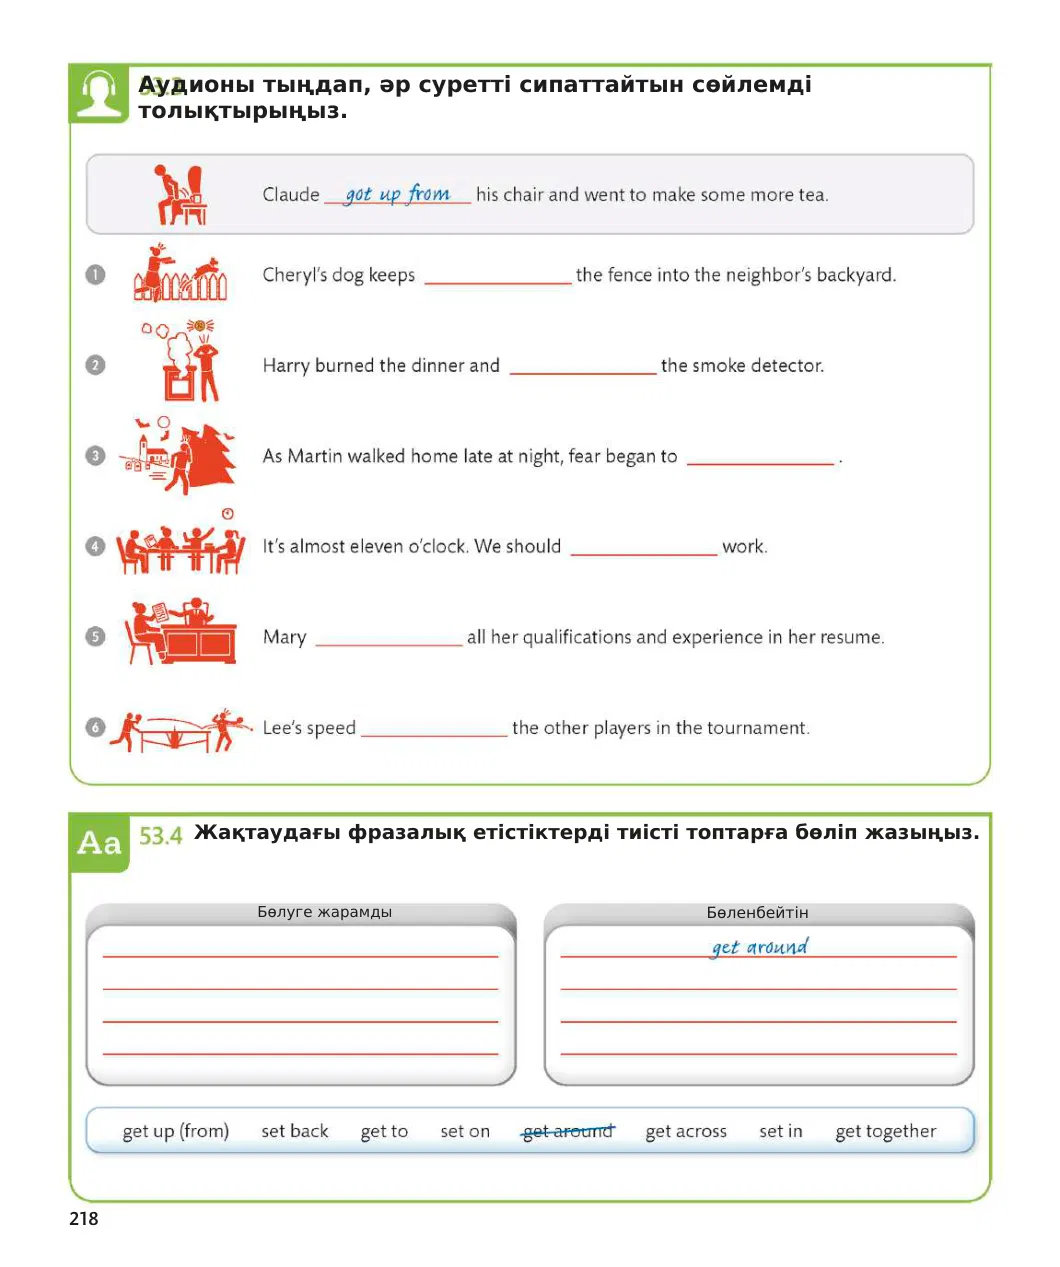 53.3 Аудионы тыңдап, әр суретті сипаттайтын сөйлемді
толықтырыңыз.
Claude got up from his chair and went to make some more tea.
1 Cheryl's dog keeps the fence into the neighbor's backyard.
2 Harry burned the dinner and the smoke detector.
3 As Martin walked home late at night, fear began to .
4 It's almost eleven o'clock. We should work.
5 Mary all her qualifications and experience in her resume.
6 Lee's speed the other players in the tournament.
Aa 53.4 Жақтаудағы фразалық етістіктерді тиісті топтарға бөліп жазыңыз.
Бөлуге жарамды Бөленбейтін
get around
get up (from) set back get to set on get around get across set in get together
218